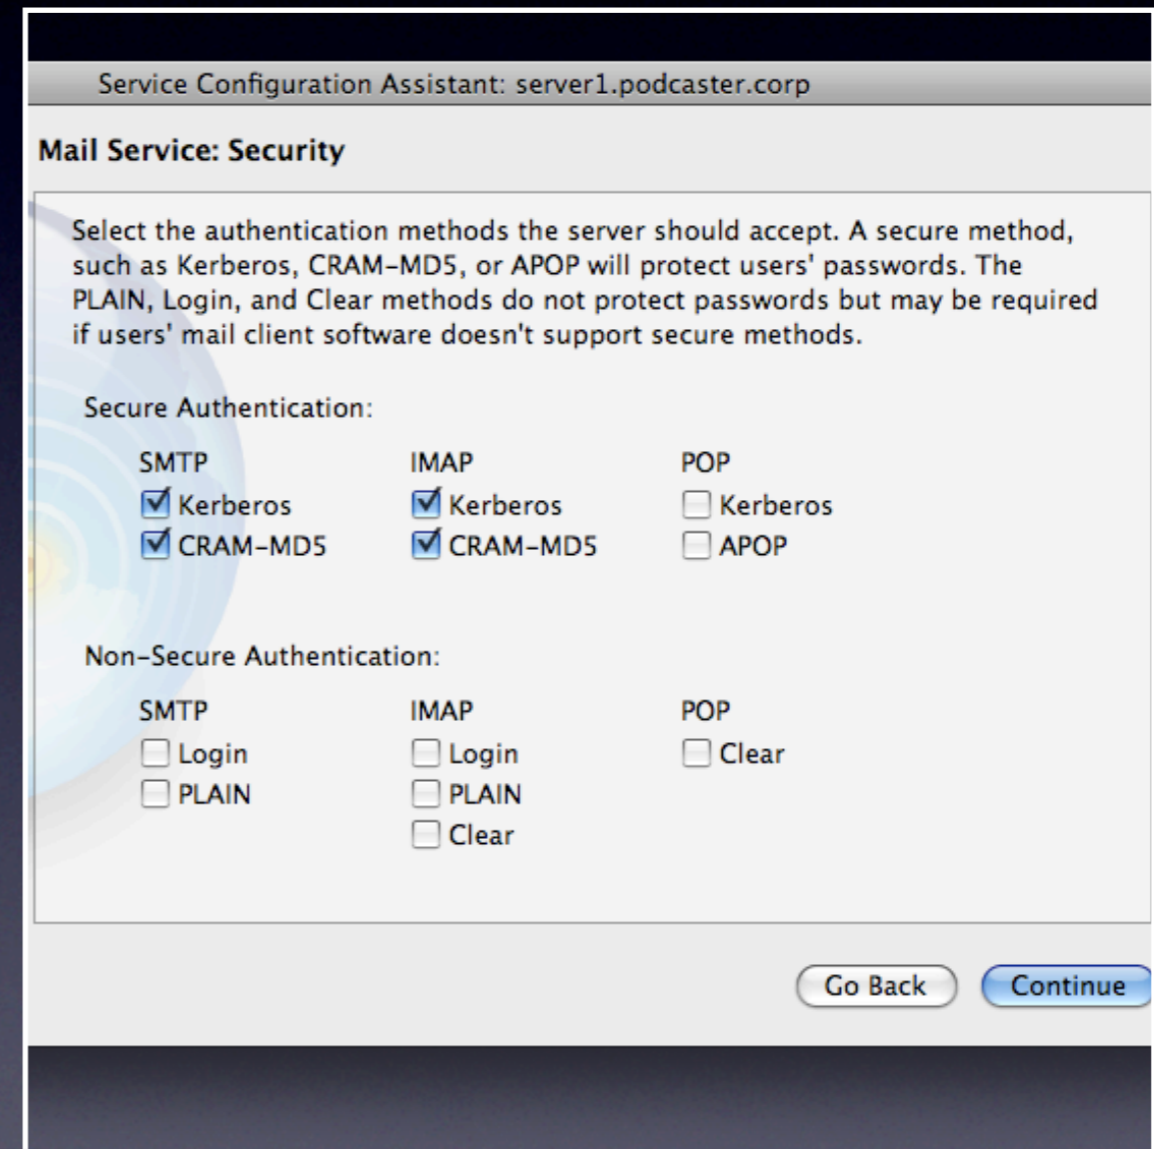 Service Configuration Assistant: server1.podcaster.corp
Mail Service: Security
Select the authentication methods the server should accept. A secure method,
such as Kerberos, CRAM-MD5, or APOP will protect users' passwords. The
PLAIN, Login, and Clear methods do not protect passwords but may be required
if users' mail client software doesn't support secure methods.
Secure Authentication:
SMTP IMAP POP
Kerberos Kerberos Kerberos
CRAM-MD5 CRAM-MD5 APOP
Non-Secure Authentication:
SMTP IMAP POP
Login Login Clear
PLAIN PLAIN
Clear
Go Back Continue